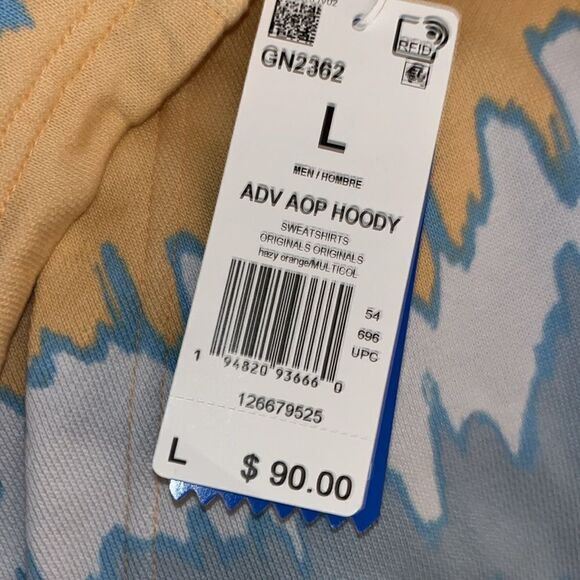 RFID
GN2362
L
MEN / HOMBRE
ADV AOP HOODY
SWEATSHIRTS
ORIGINALS ORIGINALS
hazy orange/MULTICOL
54
696
UPC
1 94820 93666 0
126679525
L $ 90.00